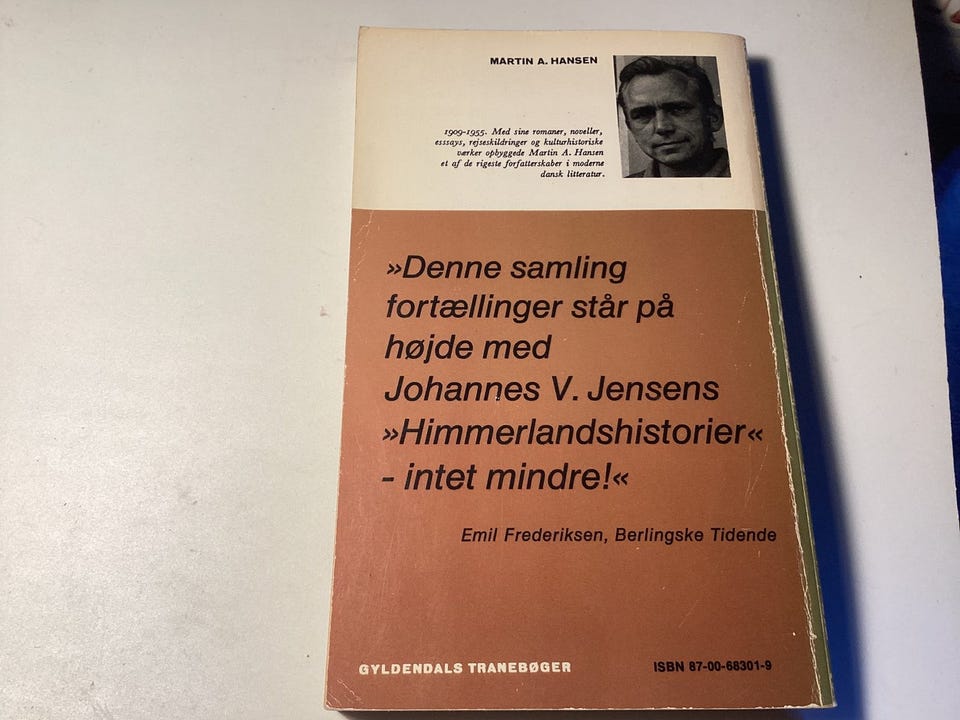 MARTIN A. HANSEN
1909-1955. Med sine romaner, noveller,
esssays, rejseskildringer og kulturhistoriske
værker opbyggede Martin A. Hansen
et af de rigeste forfatterskaber i moderne
dansk litteratur.
»Denne samling
fortællinger står på
højde med
Johannes V. Jensens
»Himmerlandshistorier«
- intet mindre!«
Emil Frederiksen, Berlingske Tidende
GYLDENDALS TRANEBØGER
ISBN 87-00-68301-9